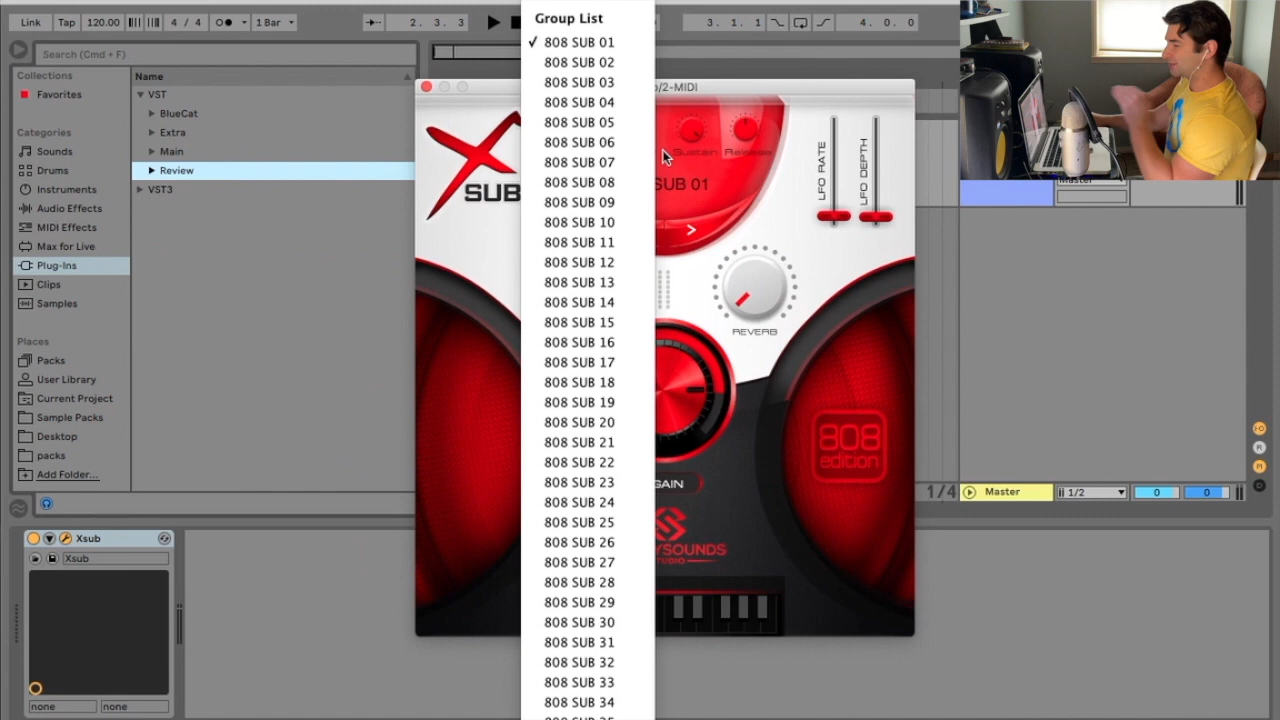 Link Tap 120.00 4 / 4 1 Bar 2. 3. 3 3. 1. 1 4. 0. 0
Search (Cmd + F)
Collections
Favorites
Categories
Sounds
Drums
Instruments
Audio Effects
MIDI Effects
Max for Live
Plug-Ins
Clips
Samples
Places
Packs
User Library
Current Project
Sample Packs
Desktop
packs
Add Folder...
Name
VST
BlueCat
Extra
Main
Review
VST3
Group List
✓ 808 SUB 01
808 SUB 02
808 SUB 03
808 SUB 04
808 SUB 05
808 SUB 06
808 SUB 07
808 SUB 08
808 SUB 09
808 SUB 10
808 SUB 11
808 SUB 12
808 SUB 13
808 SUB 14
808 SUB 15
808 SUB 16
808 SUB 17
808 SUB 18
808 SUB 19
808 SUB 20
808 SUB 21
808 SUB 22
808 SUB 23
808 SUB 24
808 SUB 25
808 SUB 26
808 SUB 27
808 SUB 28
808 SUB 29
808 SUB 30
808 SUB 31
808 SUB 32
808 SUB 33
808 SUB 34
/2-MIDI
X
SUB
Sustain Release
SUB 01
LFO RATE
LFO DEPTH
REVERB
808
edition
GAIN
YSOUNDS
TUDIO
Master
1/4
Master 1/2 0 0
Xsub
Xsub
none none